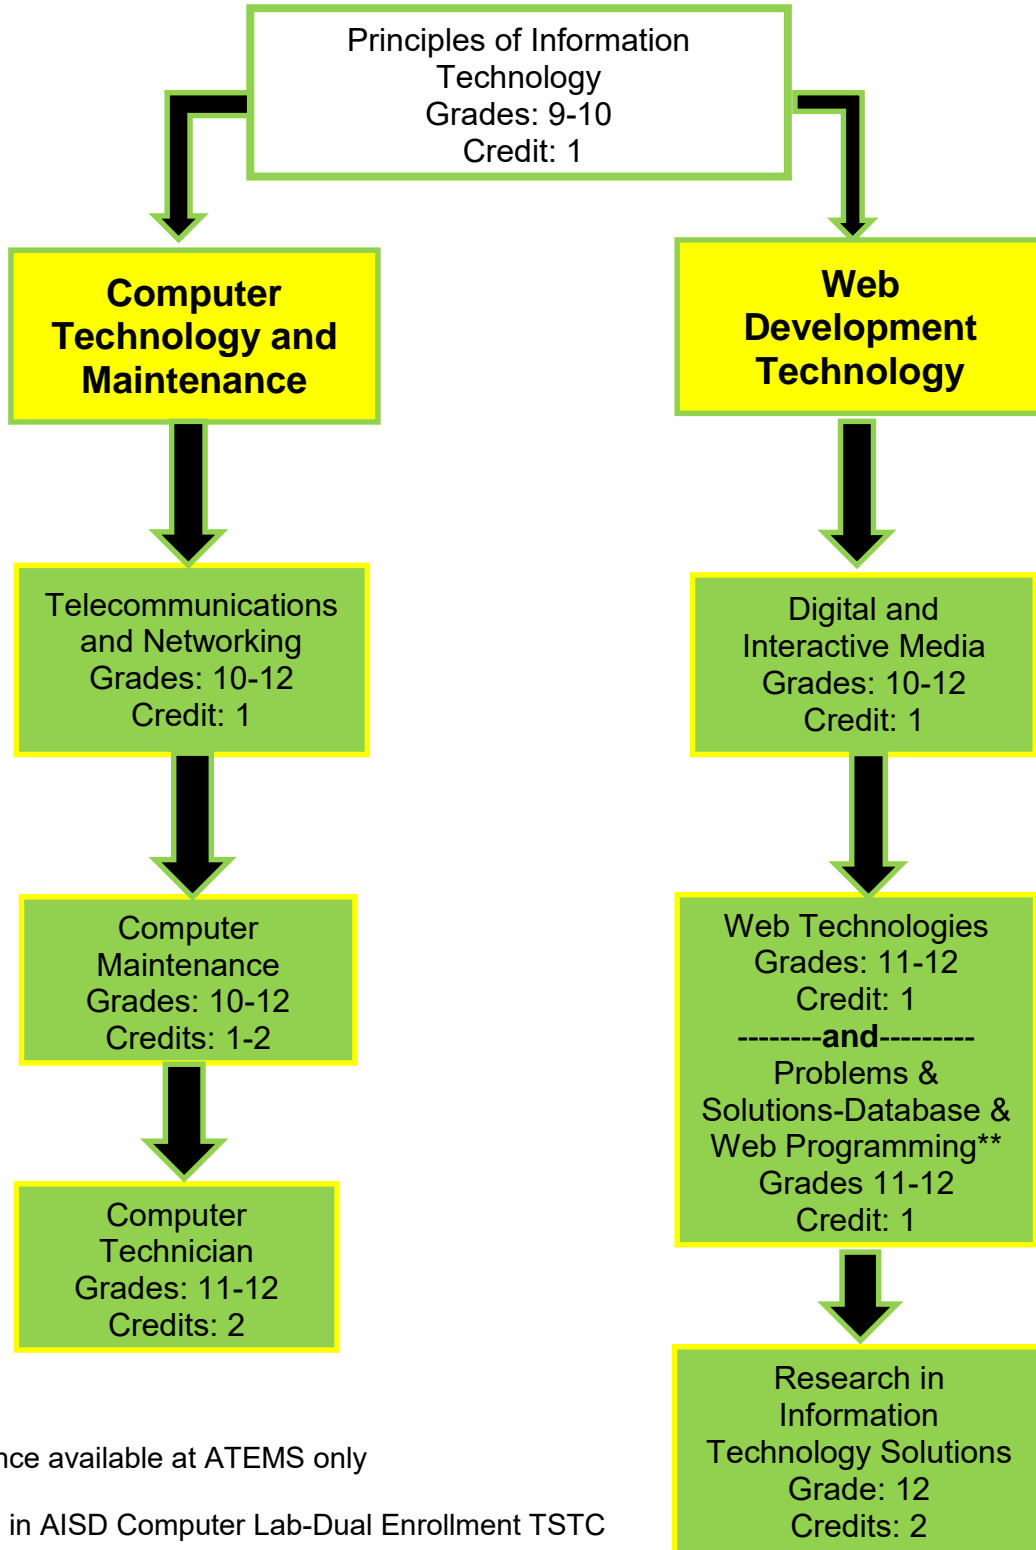 Principles of Information
Technology
Grades: 9-10
Credit: 1
Computer
Technology and
Maintenance
Telecommunications
and Networking
Grades: 10-12
Credit: 1
Computer
Maintenance
Grades: 10-12
Credits: 1-2
Computer
Technician
Grades: 11-12
Credits: 2
Web
Development
Technology
Digital and
Interactive Media
Grades: 10-12
Credit: 1
Web Technologies
Grades: 11-12
Credit: 1
--------and---------
Problems &
Solutions-Database &
Web Programming**
Grades 11-12
Credit: 1
Research in
Information
Technology Solutions
Grade: 12
Credits: 2
available at ATEMS only
in AISD Computer Lab-Dual Enrollment TSTC